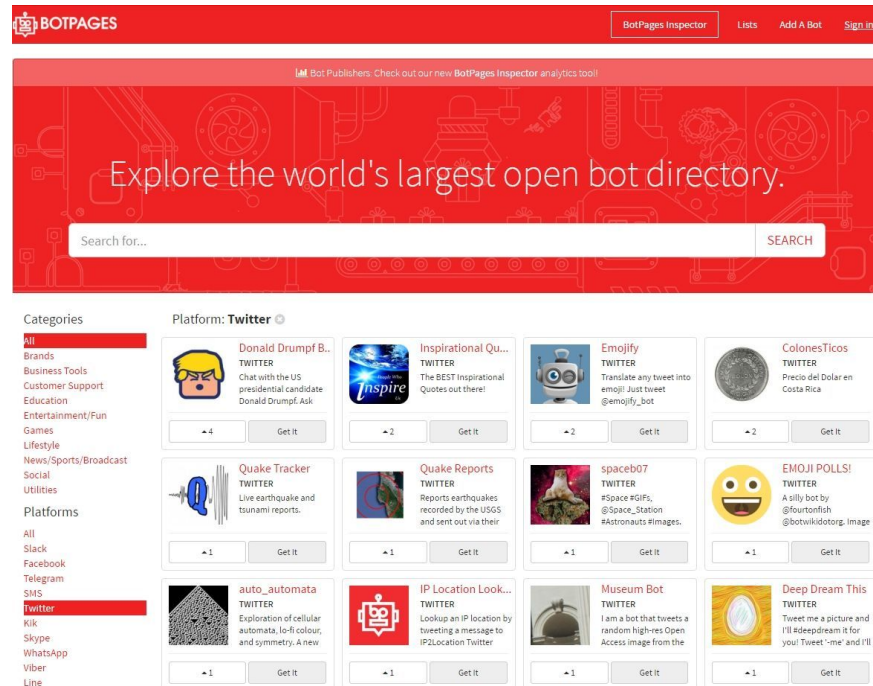 BOTPAGES
BotPages Inspector
Lists
Add A Bot
Sign in
Bot Publishers: Check out our new BotPages Inspector analytics tool!
Explore the world's largest open bot directory.
Search for...
SEARCH
Categories
All
Brands
Business Tools
Customer Support
Education
Entertainment/Fun
Games
Lifestyle
News/Sports/Broadcast
Social
Utilities
Platforms
All
Slack
Facebook
Telegram
SMS
Twitter
Kik
Skype
WhatsApp
Viber
Line
Platform: Twitter
Donald Drumpf B..
TWITTER
Chat with the US
presidential candidate
Donald Drumpf. Ask
4
Get It
Inspire
Inspirational Qu...
TWITTER
The BEST Inspirational
Quotes out there!
2
Get It
Emojify
TWITTER
Translate any tweet into
emoji! Just tweet
@emojify_bot
2
Get It
ColonesTicos
TWITTER
Precio del Dolar en
Costa Rica
2
Get It
Q
Quake Tracker
TWITTER
Live earthquake and
tsunami reports.
1
Get It
Quake Reports
TWITTER
Reports earthquakes
recorded by the USGS
and sent out via their
1
Get It
spaceb07
TWITTER
#Space #GIFs,
@Space_Station
#Astronauts #Images.
1
Get It
EMOJI POLLS!
TWITTER
A silly bot by
@fourtonfish
@botwikidotorg. Image
1
Get It
auto_automata
TWITTER
Exploration of cellular
automata, lo-fi colour,
and symmetry. A new
1
Get It
IP Location Look...
TWITTER
Lookup an IP location by
tweeting a message to
IP2Location Twitter
1
Get It
Museum Bot
TWITTER
I am a bot that tweets a
random high-res Open
Access image from the
1
Get It
Deep Dream This
TWITTER
Tweet me a picture and
I'll #deepdream it for
you! Tweet '-me' and I'll
1
Get It